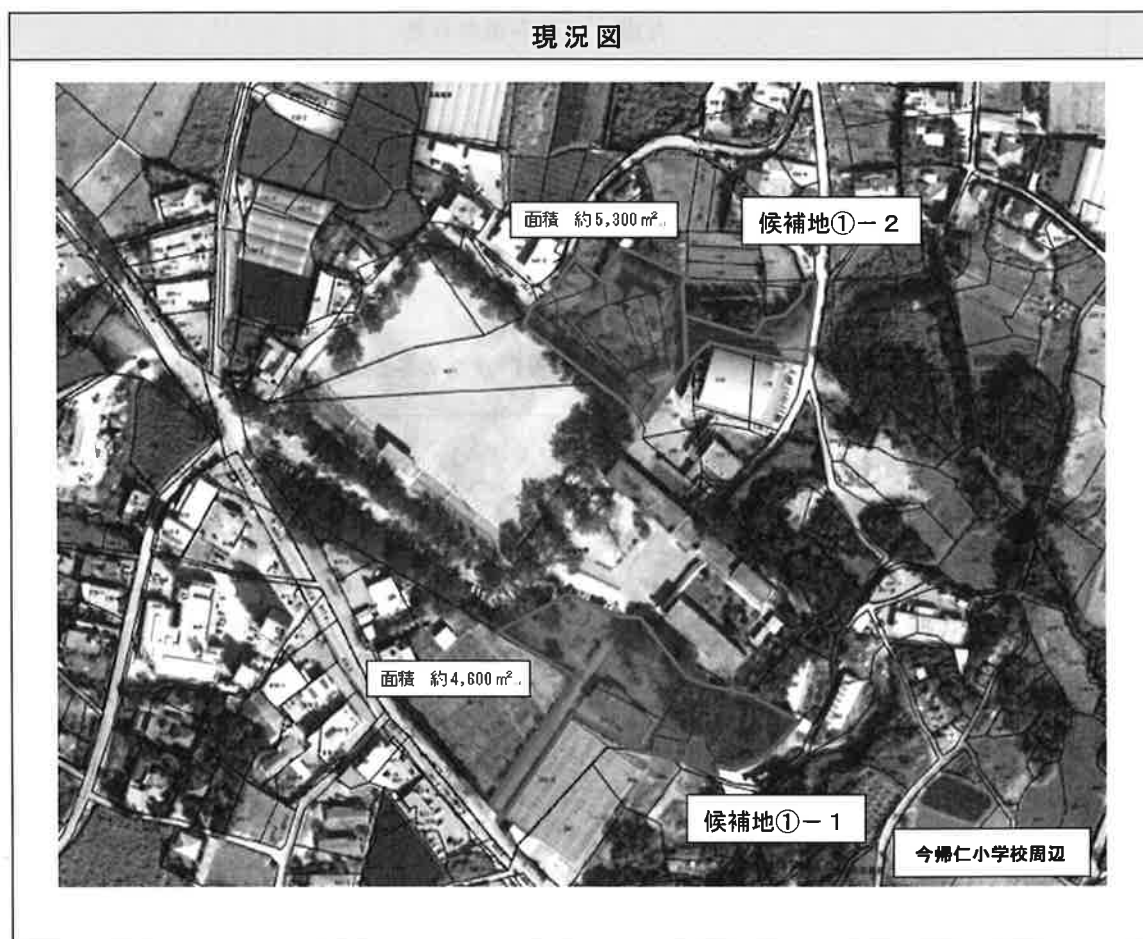 現況図
面積 約5,300㎡
候補地①－2
面積 約4,600㎡
候補地①－1
今帰仁小学校周辺